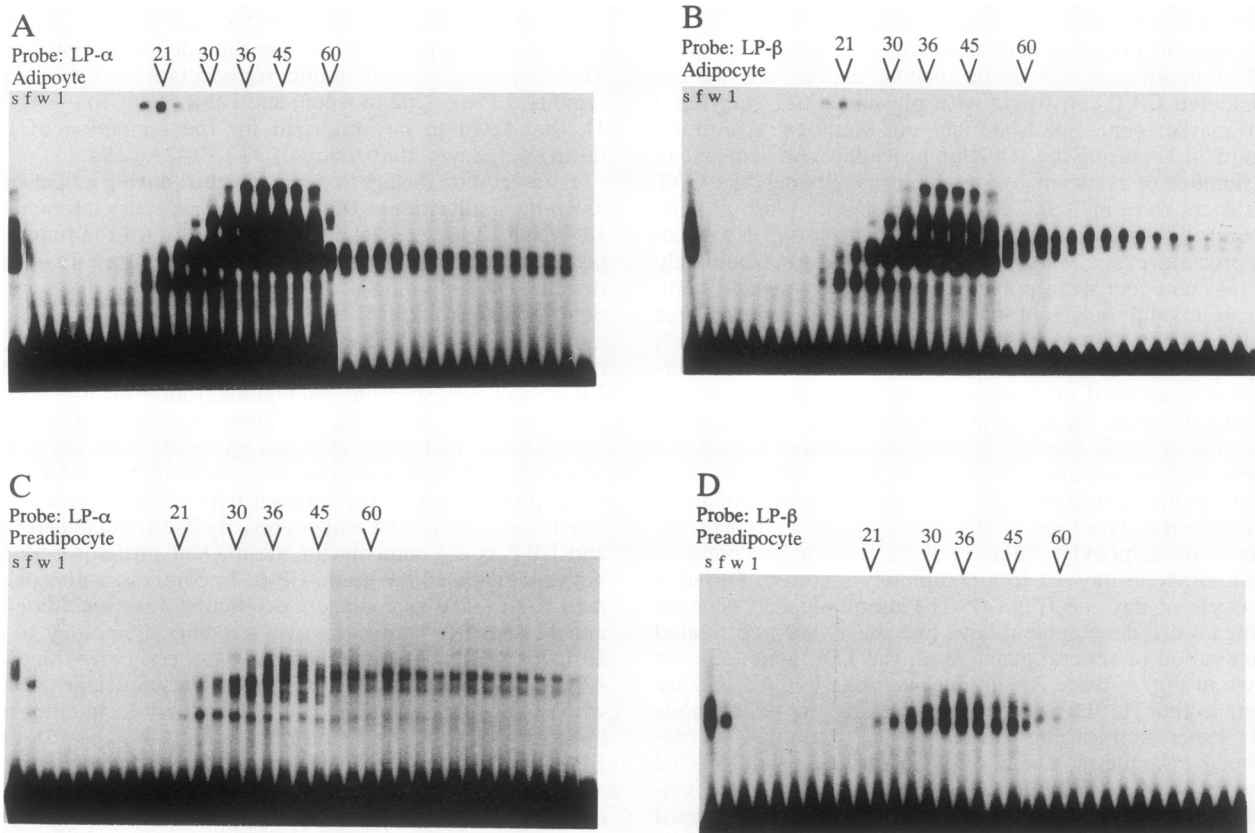 A
Probe: LP-α 21 30 36 45 60
Adipocyte
s f w 1
B
Probe: LP-β 21 30 36 45 60
Adipocyte
s f w 1
C
Probe: LP-α
Preadipocyte 21 30 36 45 60
s f w 1
D
Probe: LP-β
Preadipocyte 21 30 36 45 60
s f w 1